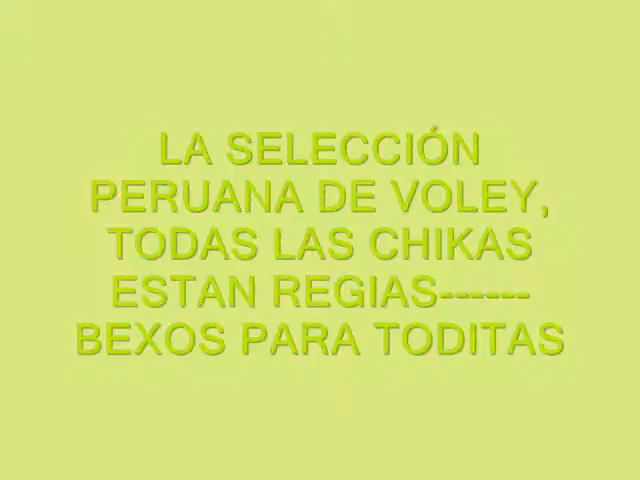 LA SELECCIÓN
PERUANA DE VOLEY,
TODAS LAS CHIKAS
ESTAN REGIAS------
BEXOS PARA TODITAS